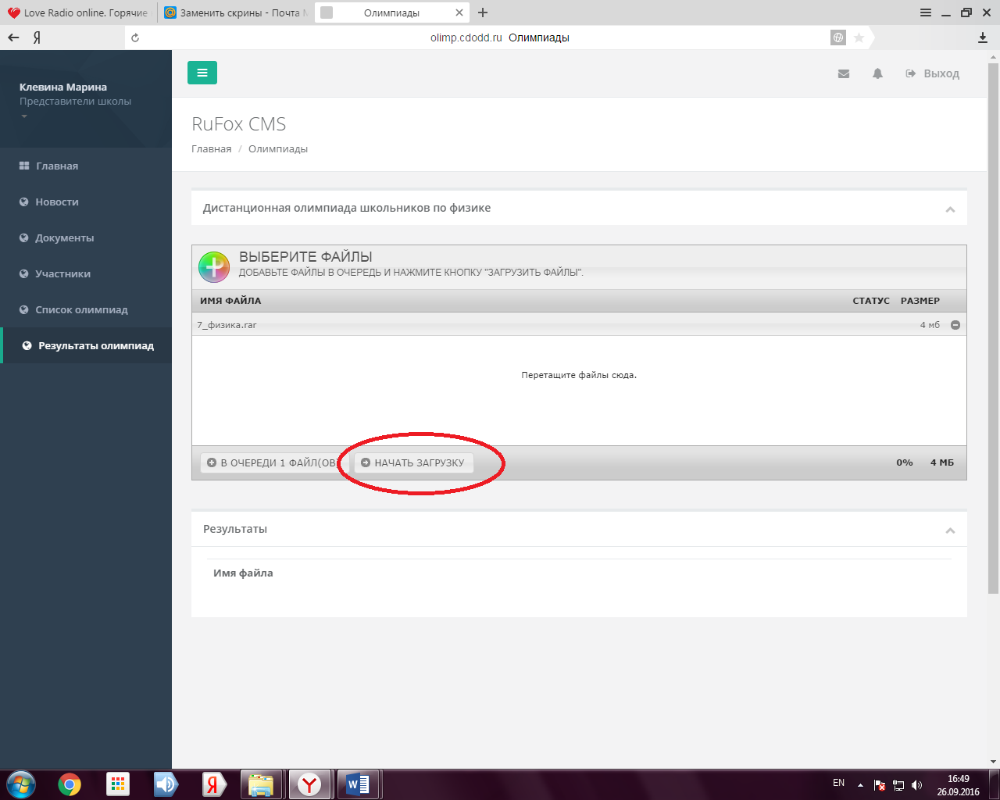 Love Radio online. Горячие
Заменить скрины - Почта
Олимпиады
Я
olimp.cdodd.ru Олимпиады
Клевина Марина
Представители школы
Выход
RuFox CMS
Главная / Олимпиады
Главная
Новости
Документы
Участники
Список олимпиад
Результаты олимпиад
Дистанционная олимпиада школьников по физике
ВЫБЕРИТЕ ФАЙЛЫ
ДОБАВЬТЕ ФАЙЛЫ В ОЧЕРЕДЬ И НАЖМИТЕ КНОПКУ "ЗАГРУЗИТЬ ФАЙЛЫ".
ИМЯ ФАЙЛА СТАТУС РАЗМЕР
7_физика.rar 4 мб
Перетащите файлы сюда.
В ОЧЕРЕДИ 1 ФАЙЛ(ОВ) НАЧАТЬ ЗАГРУЗКУ 0% 4 МБ
Результаты
Имя файла
EN
16:49
26.09.2016